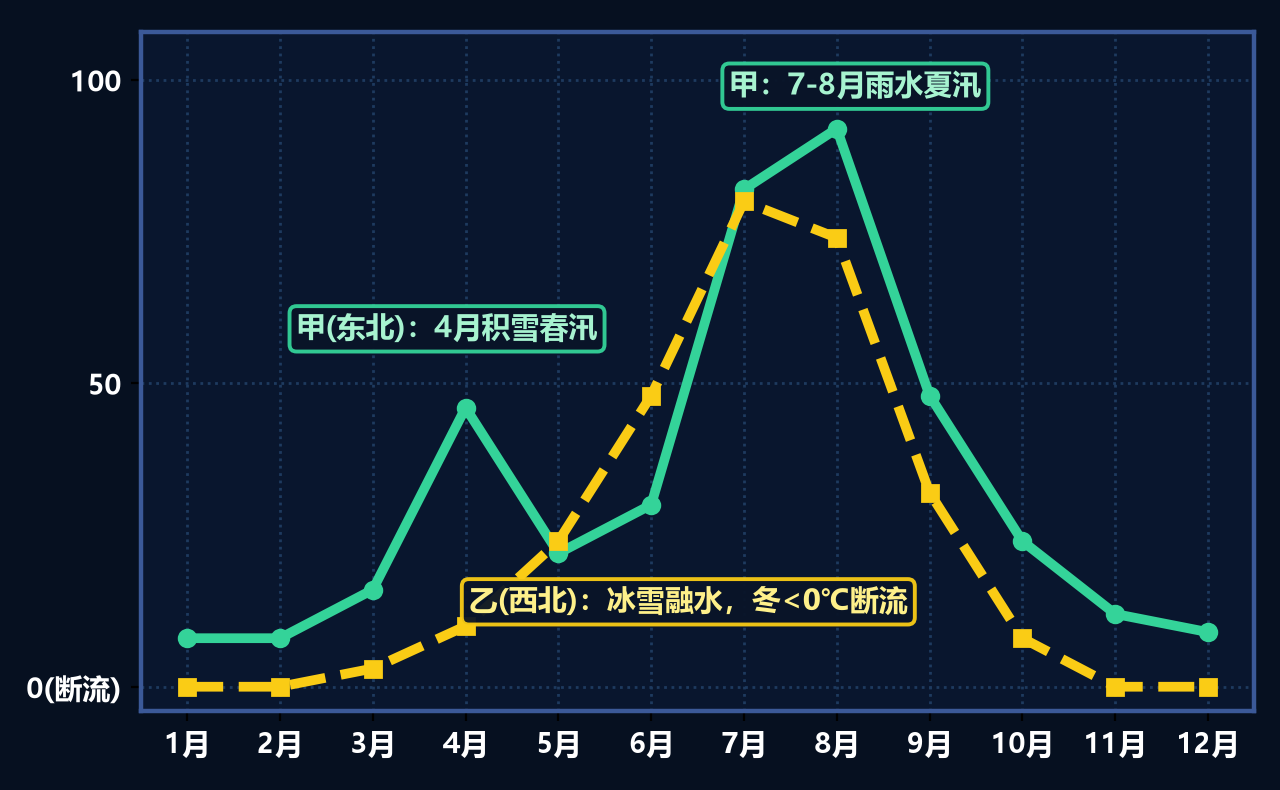 100
甲：7-8月雨水夏汛
甲(东北)：4月积雪春汛
50
乙(西北)：冰雪融水，冬<0℃断流
0(断流)
1月 2月 3月 4月 5月 6月 7月 8月 9月 10月 11月 12月